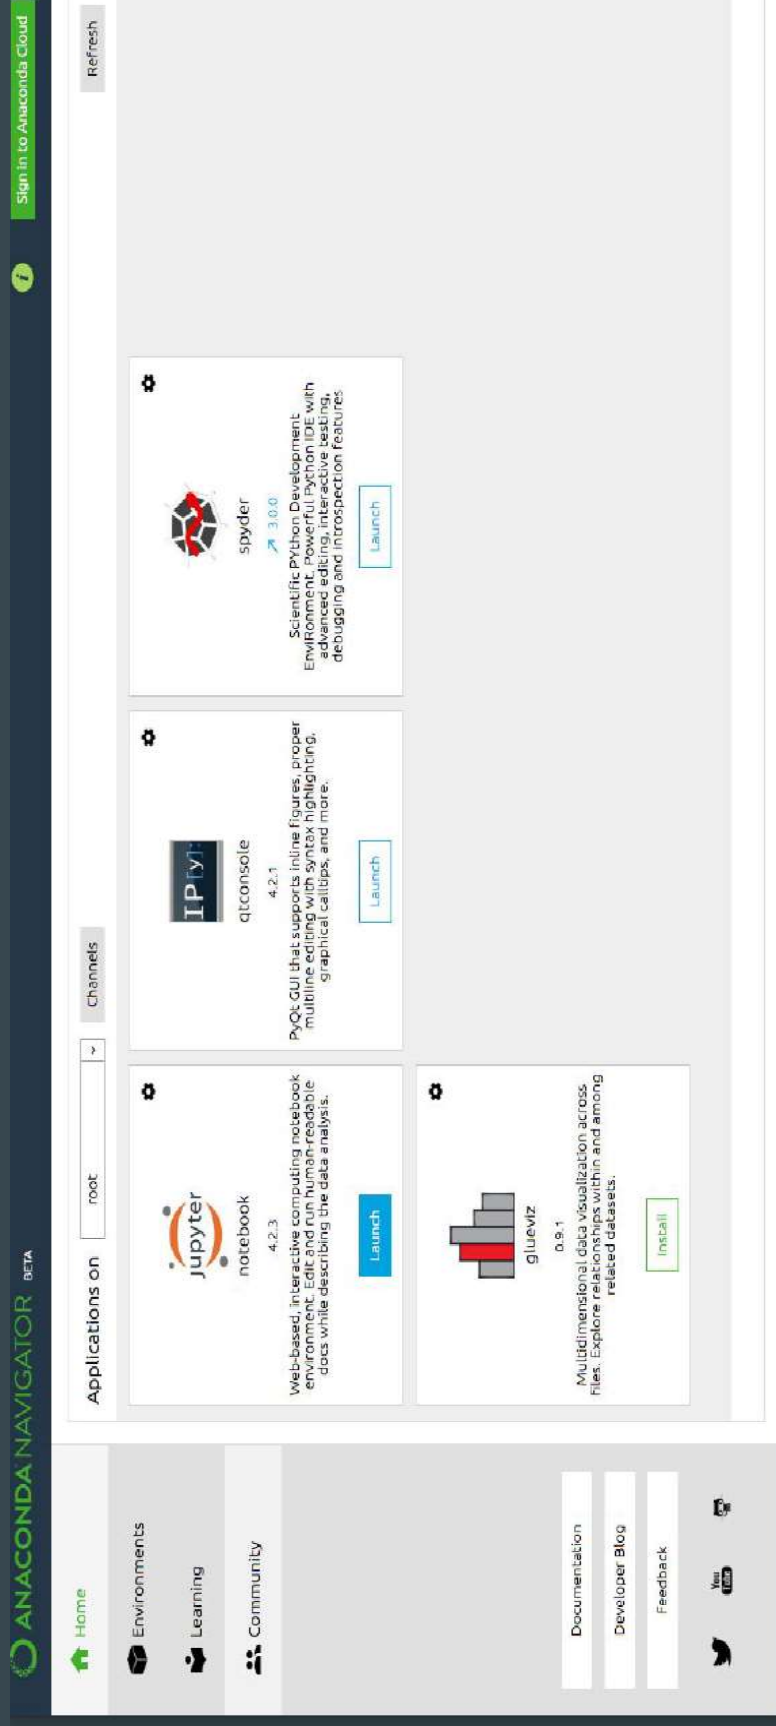 ANACONDA NAVIGATOR BETA
Sign in to Anaconda Cloud
Home
Environments
Learning
Community
Documentation
Developer Blog
Feedback
You
Tube
Applications on
root
Channels
Refresh
jupyter
notebook
4.2.3
Web-based, interactive computing notebook
environment. Edit and run human-readable
docs while describing the data analysis.
Launch
IP[y]:
qtconsole
4.2.1
PyQt GUI that supports inline figures, proper
multiline editing with syntax highlighting,
graphical calltips, and more.
Launch
spyder
↗ 3.0.0
Scientific PYthon Development
EnviRonment. Powerful Python IDE with
advanced editing, interactive testing,
debugging and introspection features
Launch
glueviz
0.9.1
Multidimensional data visualization across
files. Explore relationships within and among
related datasets.
Install